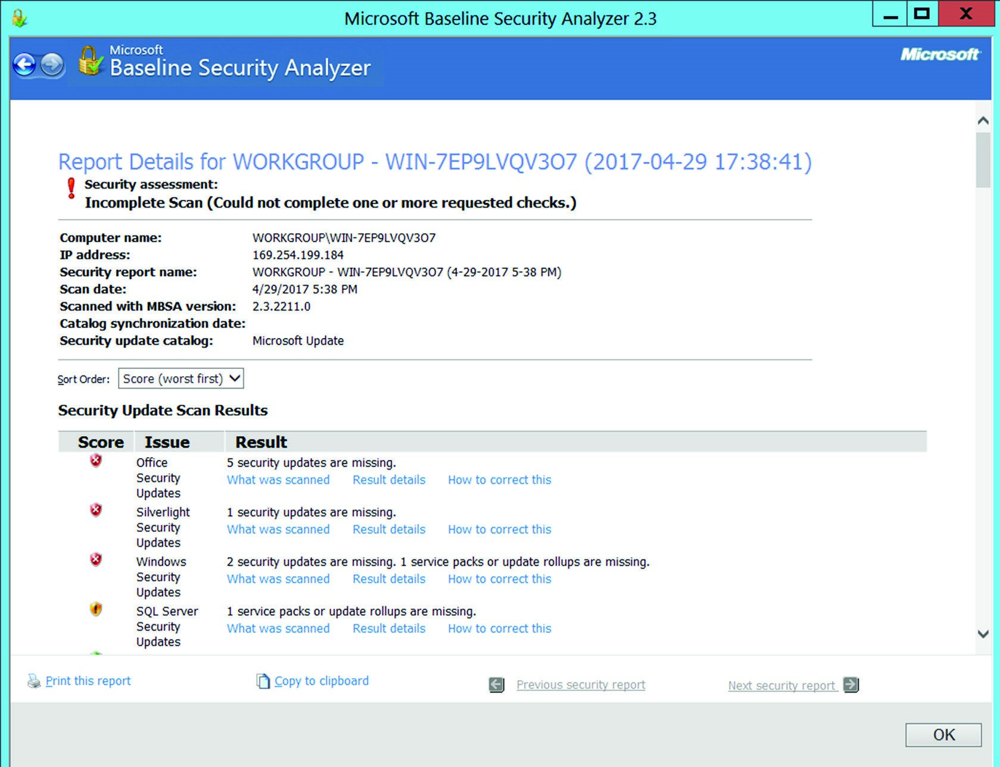 Microsoft Baseline Security Analyzer 2.3
Microsoft
Baseline Security Analyzer
Microsoft
Report Details for WORKGROUP - WIN-7EP9LVQV3O7 (2017-04-29 17:38:41)
Security assessment:
Incomplete Scan (Could not complete one or more requested checks.)
Computer name: WORKGROUP\WIN-7EP9LVQV3O7
IP address: 169.254.199.184
Security report name: WORKGROUP - WIN-7EP9LVQV3O7 (4-29-2017 5-38 PM)
Scan date: 4/29/2017 5:38 PM
Scanned with MBSA version: 2.3.2211.0
Catalog synchronization date:
Security update catalog: Microsoft Update
Sort Order: Score (worst first)
Security Update Scan Results
Score Issue Result
Office 5 security updates are missing.
Security What was scanned Result details How to correct this
Updates
Silverlight 1 security updates are missing.
Security What was scanned Result details How to correct this
Updates
Windows 2 security updates are missing. 1 service packs or update rollups are missing.
Security What was scanned Result details How to correct this
Updates
SQL Server 1 service packs or update rollups are missing.
Security What was scanned Result details How to correct this
Updates
Print this report Copy to clipboard Previous security report Next security report
OK